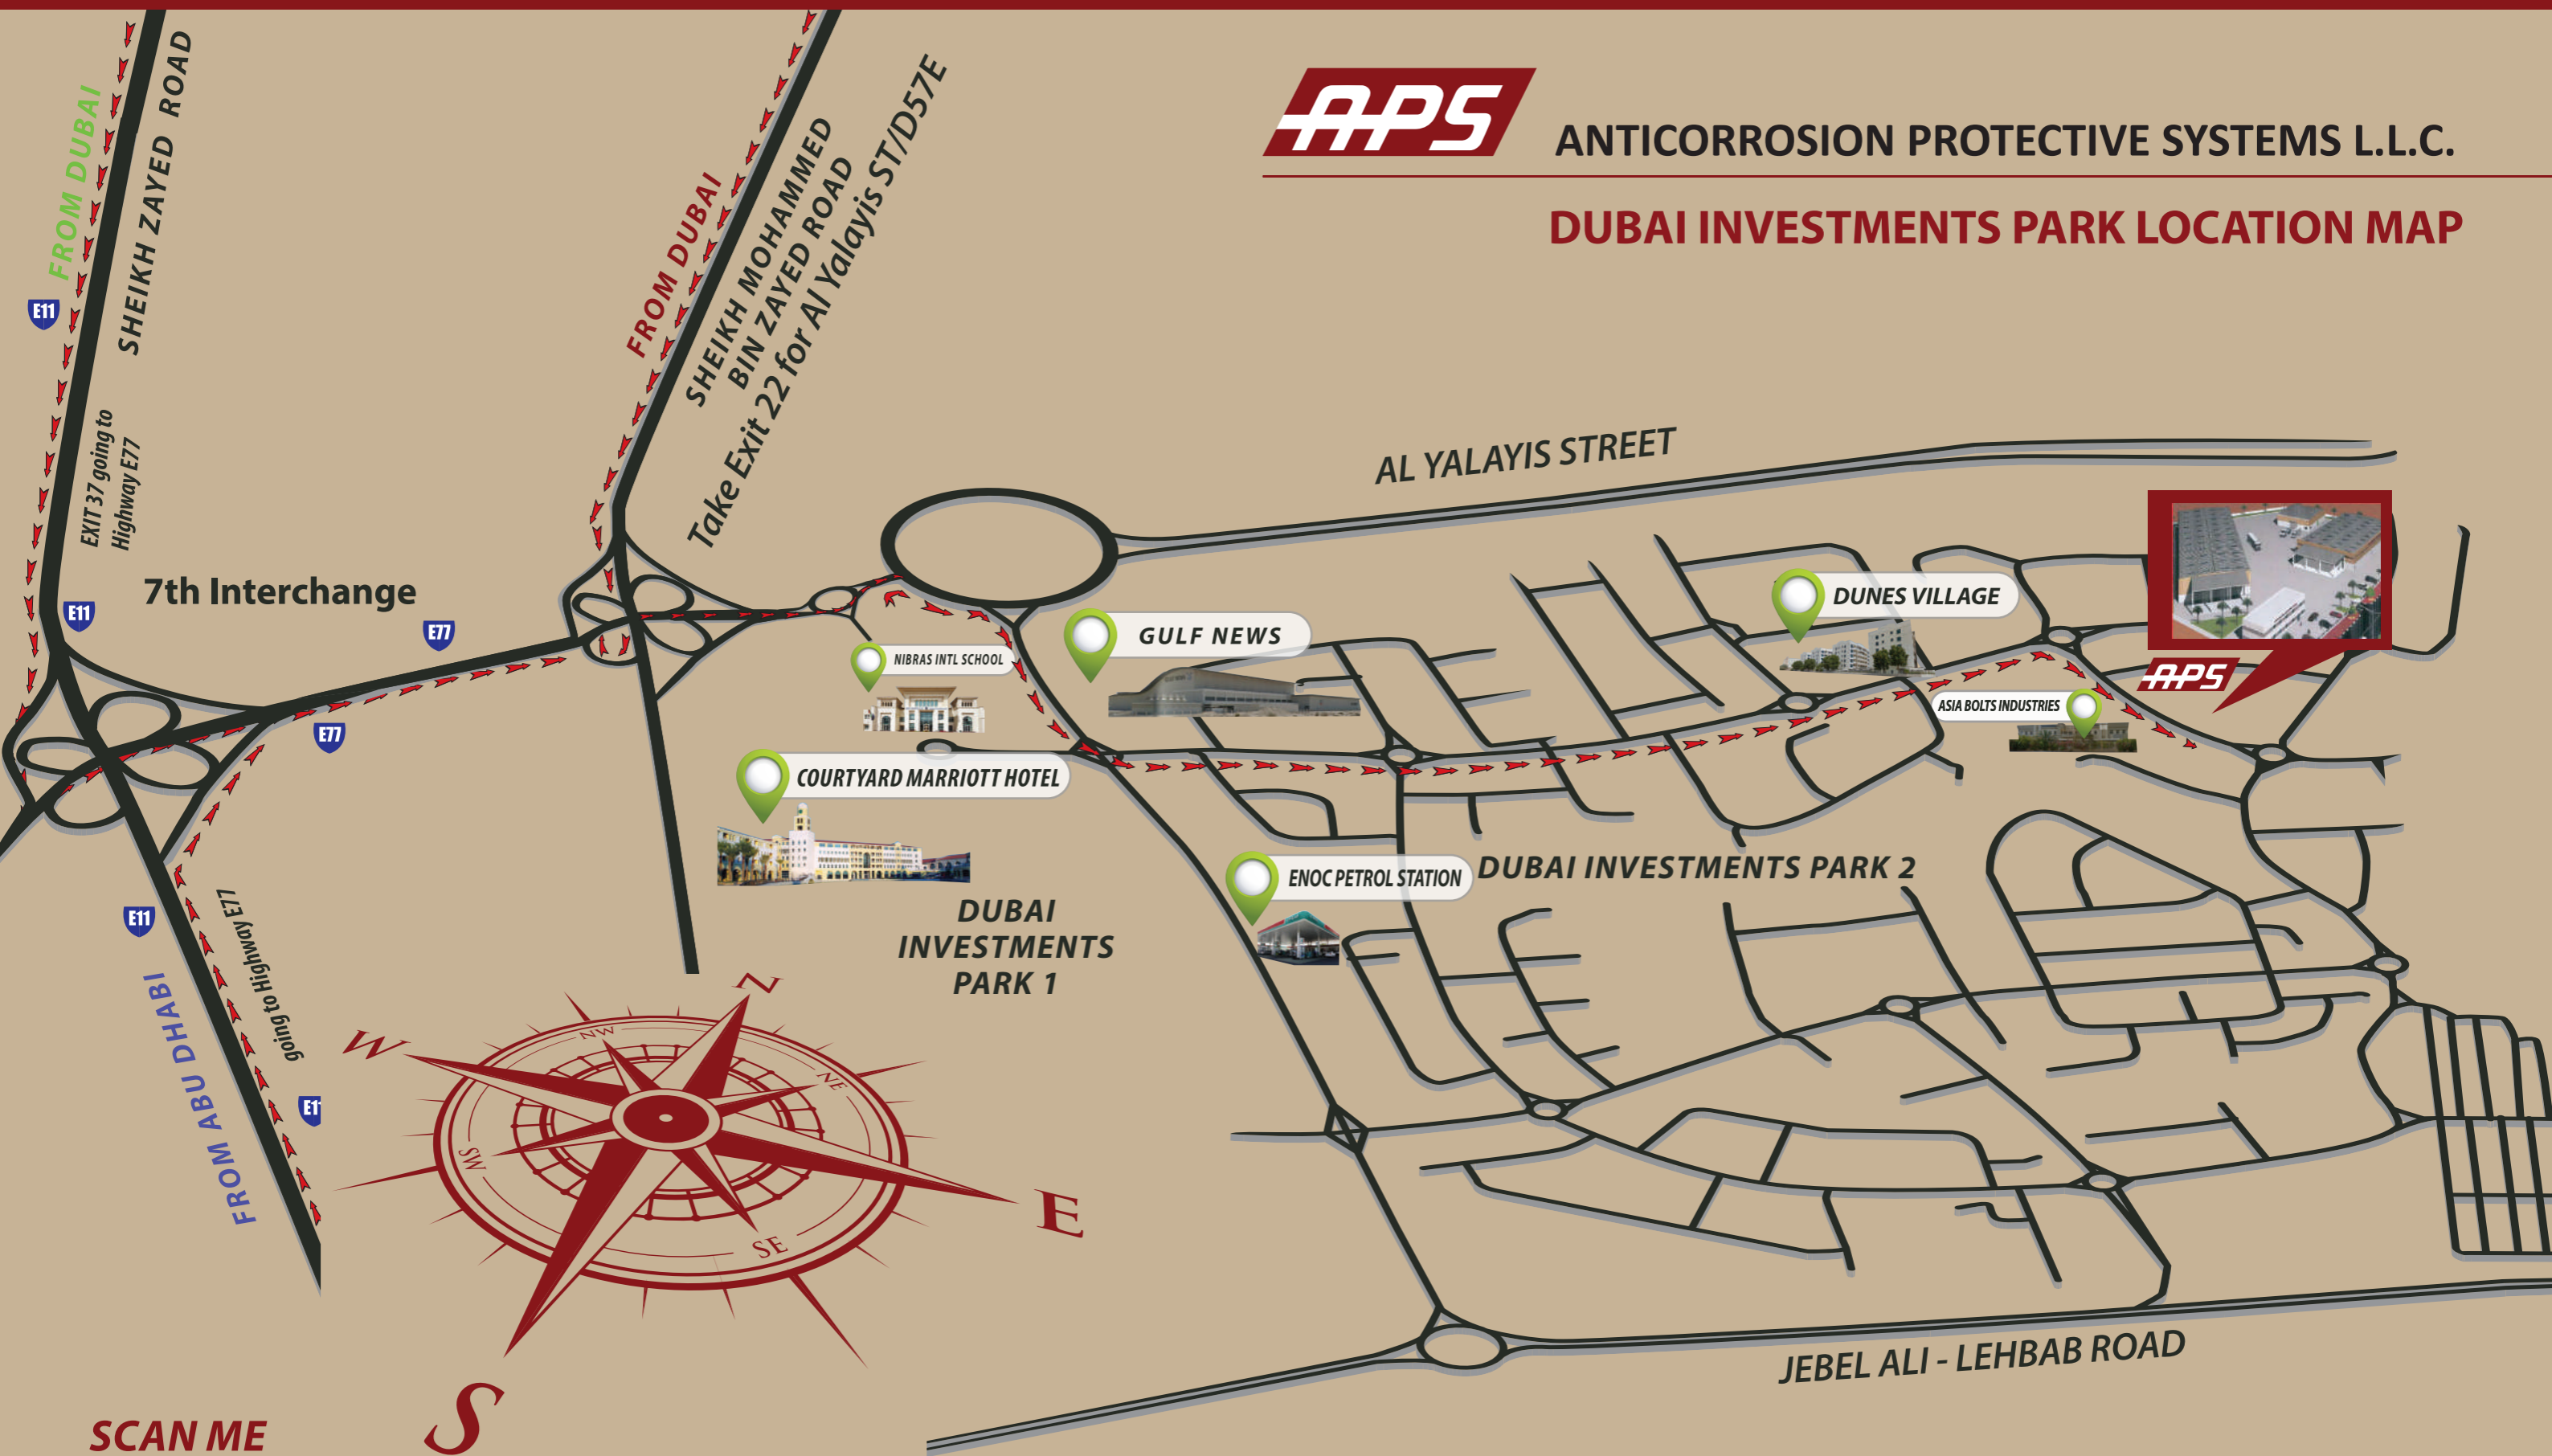 APS
ANTICORROSION PROTECTIVE SYSTEMS L.L.C.
DUBAI INVESTMENTS PARK LOCATION MAP
FROM DUBAI
SHEIKH ZAYED ROAD
E11
EXIT 37 going to
Highway E77
FROM DUBAI
SHEIKH MOHAMMED
BIN ZAYED ROAD
Take Exit 22 for Al Yalayis ST/D57E
AL YALAYIS STREET
7th Interchange
E11
E77
E77
DUNES VILLAGE
GULF NEWS
NIBRAS INTL SCHOOL
APS
ASIA BOLTS INDUSTRIES
COURTYARD MARRIOTT HOTEL
ENOC PETROL STATION
DUBAI INVESTMENTS PARK 2
DUBAI
INVESTMENTS
PARK 1
E11
going to Highway E77
FROM ABU DHABI
E11
N
NW
NE
W
E
SW
SE
S
JEBEL ALI - LEHBAB ROAD
SCAN ME